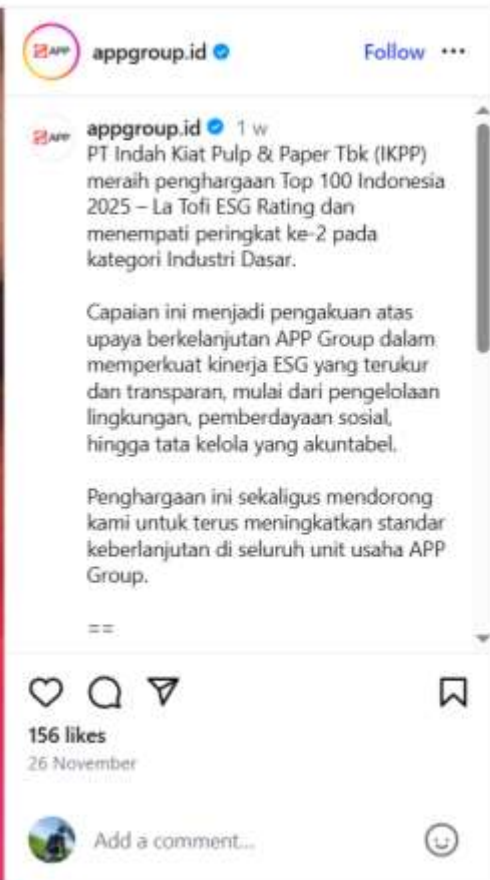 APP
appgroup.id
Follow
APP
appgroup.id 1 w
PT Indah Kiat Pulp & Paper Tbk (IKPP)
meraih penghargaan Top 100 Indonesia
2025 – La Tofi ESG Rating dan
menempati peringkat ke-2 pada
kategori Industri Dasar.
Capaian ini menjadi pengakuan atas
upaya berkelanjutan APP Group dalam
memperkuat kinerja ESG yang terukur
dan transparan, mulai dari pengelolaan
lingkungan, pemberdayaan sosial,
hingga tata kelola yang akuntabel.
Penghargaan ini sekaligus mendorong
kami untuk terus meningkatkan standar
keberlanjutan di seluruh unit usaha APP
Group.
==
156 likes
26 November
Add a comment...